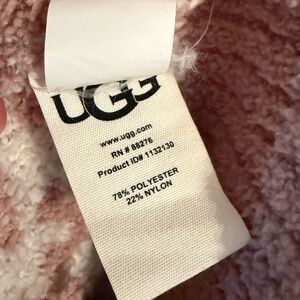 UGG
www.ugg.com
RN # 88276
Product ID# 1132130
78% POLYESTER
22% NYLON